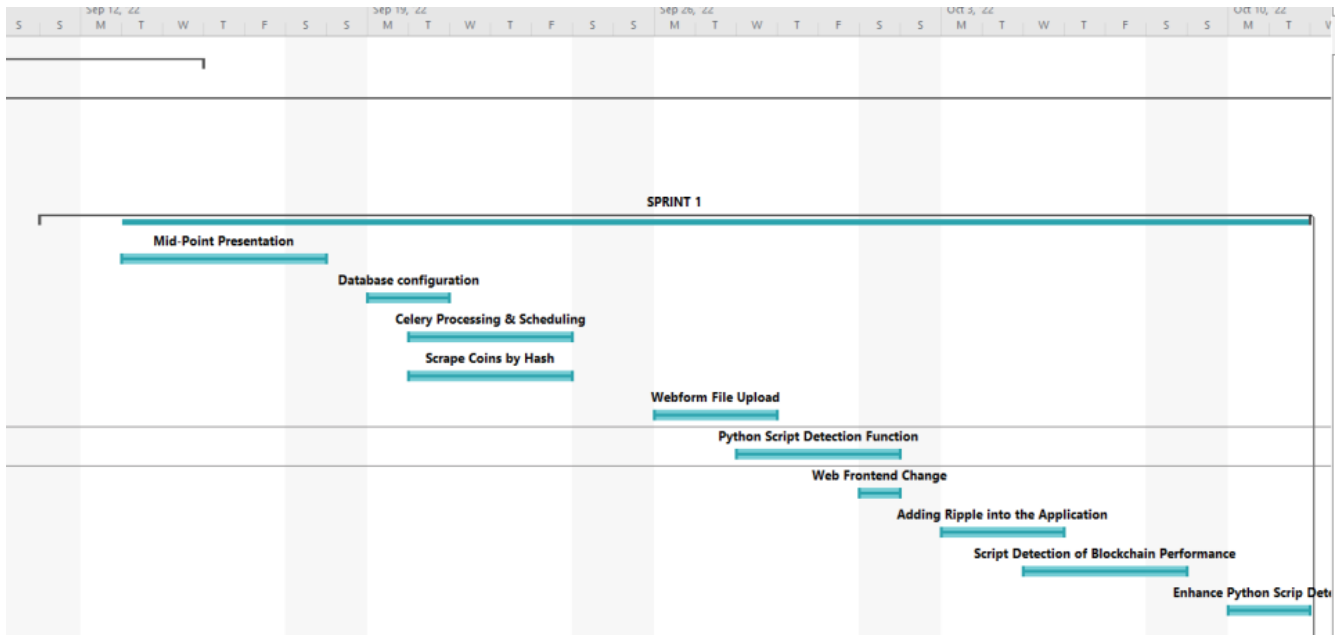 Sep 12, '22 Sep 19, '22 Sep 26, '22 Oct 3, '22 Oct 10, '22
S S M T W T F S S M T W T F S S M T W T F S S M T W T F S S M T W
SPRINT 1
Mid-Point Presentation
Database configuration
Celery Processing & Scheduling
Scrape Coins by Hash
Webform File Upload
Python Script Detection Function
Web Frontend Change
Adding Ripple into the Application
Script Detection of Blockchain Performance
Enhance Python Scrip Dete